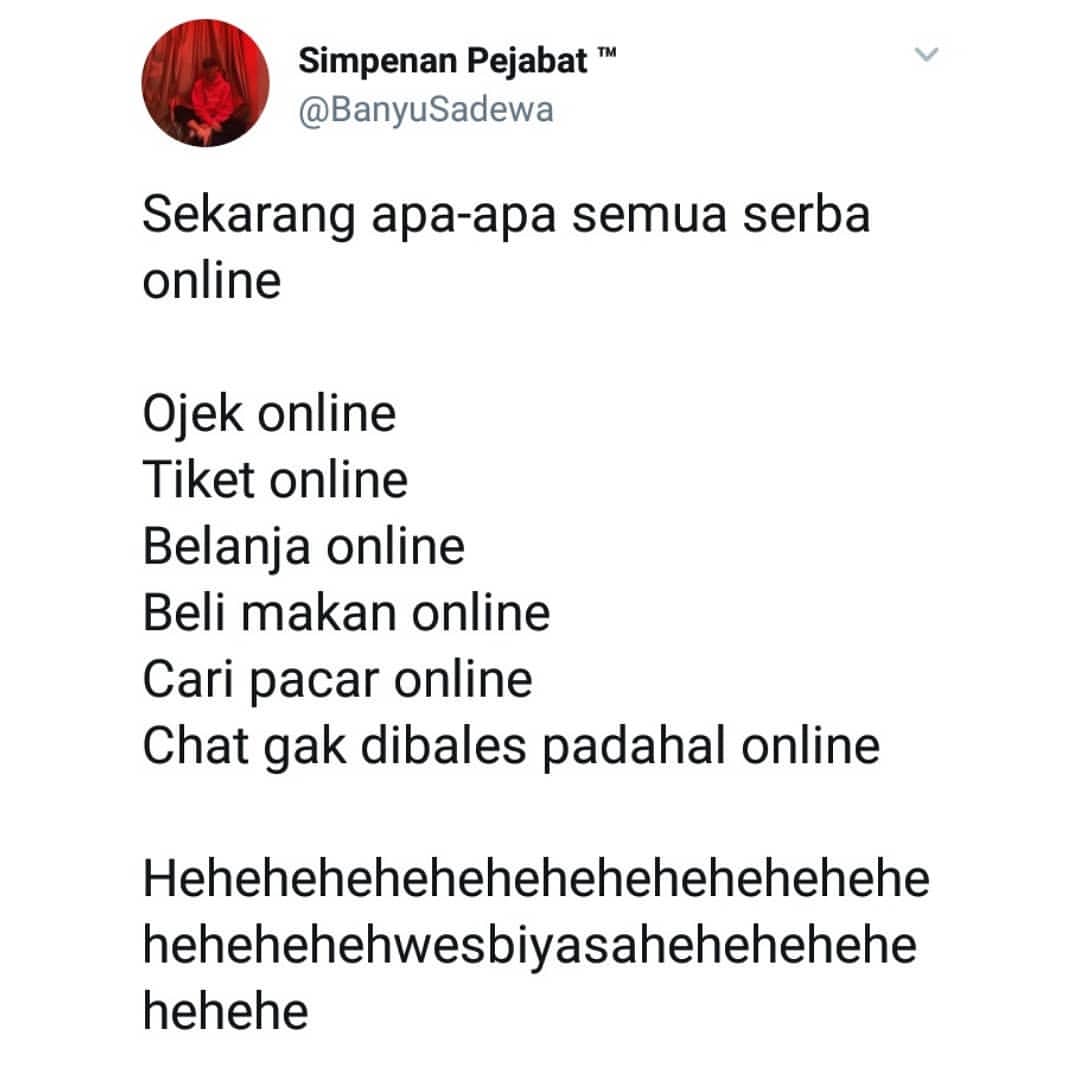 Simpenan Pejabat ™
@BanyuSadewa
Sekarang apa-apa semua serba
online
Ojek online
Tiket online
Belanja online
Beli makan online
Cari pacar online
Chat gak dibales padahal online
Hehehehehehehehehehehehehehe
hehehehehwesbiyasahehehehehe
hehehe